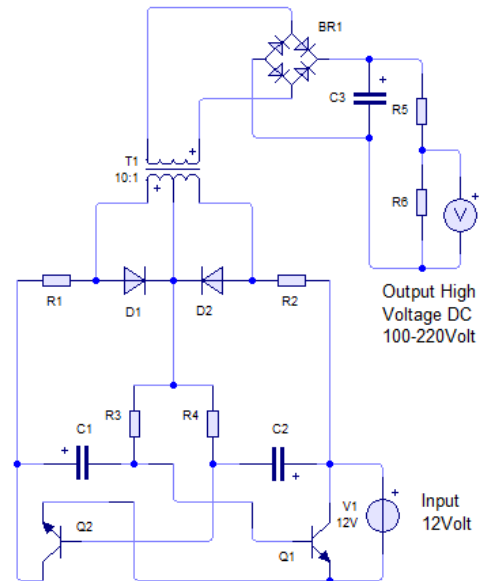 BR1
C3
R5
T1
10:1
R6
V
R1
D1
D2
R2
Output High
Voltage DC
100-220Volt
R3
R4
C1
C2
Q2
Q1
V1
12V
Input
12Volt